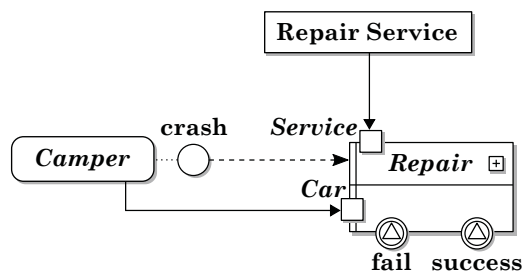 Repair Service
crash
Service
Camper
Repair
Car
fail
success